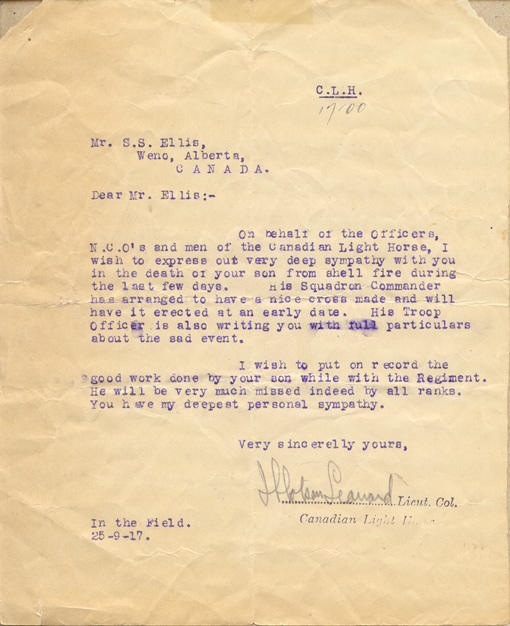 C.L.H.
17/00
Mr. S.S. Ellis,
Weno, Alberta,
C A N A D A.
Dear Mr. Ellis:-
On behalf of the Officers,
N.C.O's and men of the Canadian Light Horse, I
wish to express out very deep sympathy with you
in the death of your son from shell fire during
the last few days. His Squadron Commander
has arranged to have a nice cross made and will
have it erected at an early date. His Troop
Officer is also writing you with full particulars
about the sad event.
I wish to put on record the
good work done by your son while with the Regiment.
He will be very much missed indeed by all ranks.
You have my deepest personal sympathy.
Very sincerelly yours,
Leonard Lieut. Col.
Canadian Light
In the Field.
25-9-17.